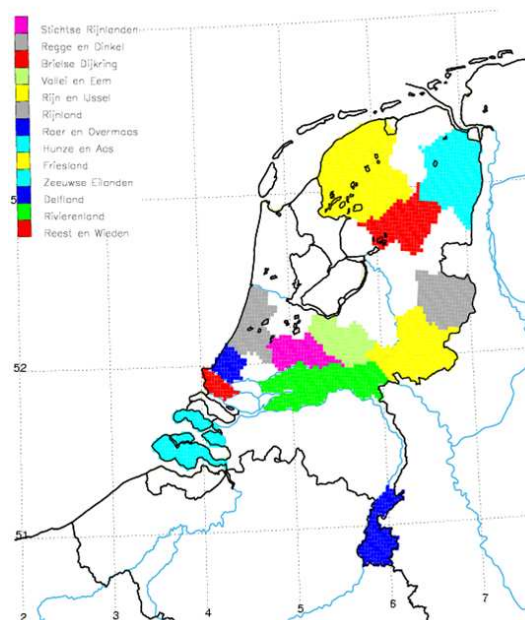 Stichtse Rijnlanden
Regge en Dinkel
Brielse Dijkring
Vallei en Eem
Rijn en IJssel
Rijnland
Roer en Overmaas
Hunze en Aas
Friesland
Zeeuwse Eilanden
Delfland
Rivierenland
Reest en Wieden
5
52
51
2
3
4
5
6
7